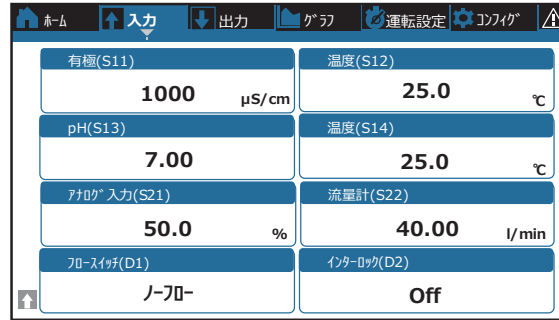 ホーム 入力 出力 グラフ 運転設定 コンフィグ
有極(S11) 温度(S12)
1000 µS/cm 25.0 ℃
pH(S13) 温度(S14)
7.00 25.0 ℃
アナログ入力(S21) 流量計(S22)
50.0 % 40.00 l/min
フロースイッチ(D1) インターロック(D2)
ノーフロー Off